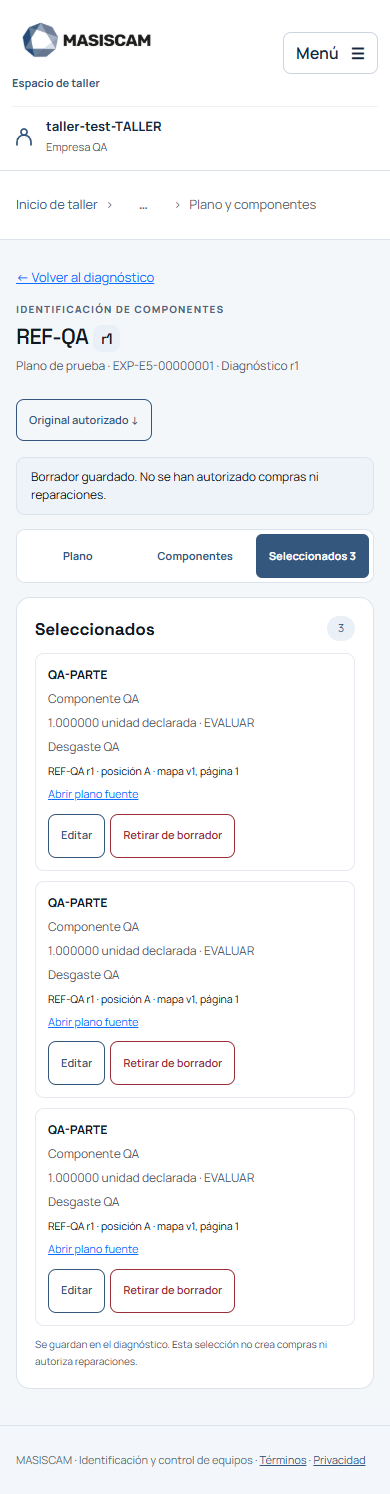 MASISCAM
Menú ☰
Espacio de taller
taller-test-TALLER
Empresa QA
Inicio de taller › ... › Plano y componentes
← Volver al diagnóstico
IDENTIFICACIÓN DE COMPONENTES
REF-QA r1
Plano de prueba · EXP-E5-00000001 · Diagnóstico r1
Original autorizado ↓
Borrador guardado. No se han autorizado compras ni
reparaciones.
Plano Componentes Seleccionados 3
Seleccionados 3
QA-PARTE
Componente QA
1.000000 unidad declarada · EVALUAR
Desgaste QA
REF-QA r1 · posición A · mapa v1, página 1
Abrir plano fuente
Editar Retirar de borrador
QA-PARTE
Componente QA
1.000000 unidad declarada · EVALUAR
Desgaste QA
REF-QA r1 · posición A · mapa v1, página 1
Abrir plano fuente
Editar Retirar de borrador
QA-PARTE
Componente QA
1.000000 unidad declarada · EVALUAR
Desgaste QA
REF-QA r1 · posición A · mapa v1, página 1
Abrir plano fuente
Editar Retirar de borrador
Se guardan en el diagnóstico. Esta selección no crea compras ni
autoriza reparaciones.
MASISCAM · Identificación y control de equipos · Términos · Privacidad